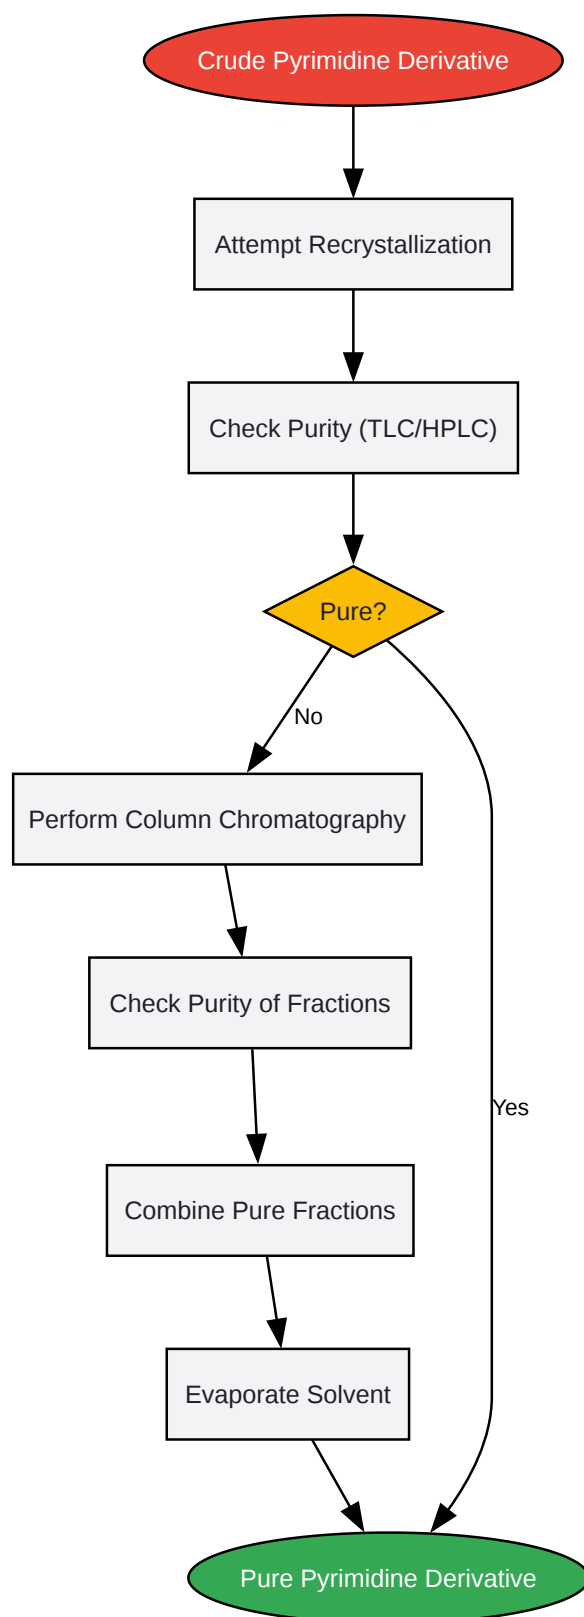 Crude Pyrimidine Derivative
Attempt Recrystallization
Check Purity (TLC/HPLC)
Pure?
No
Perform Column Chromatography
Check Purity of Fractions
Yes
Combine Pure Fractions
Evaporate Solvent
Pure Pyrimidine Derivative